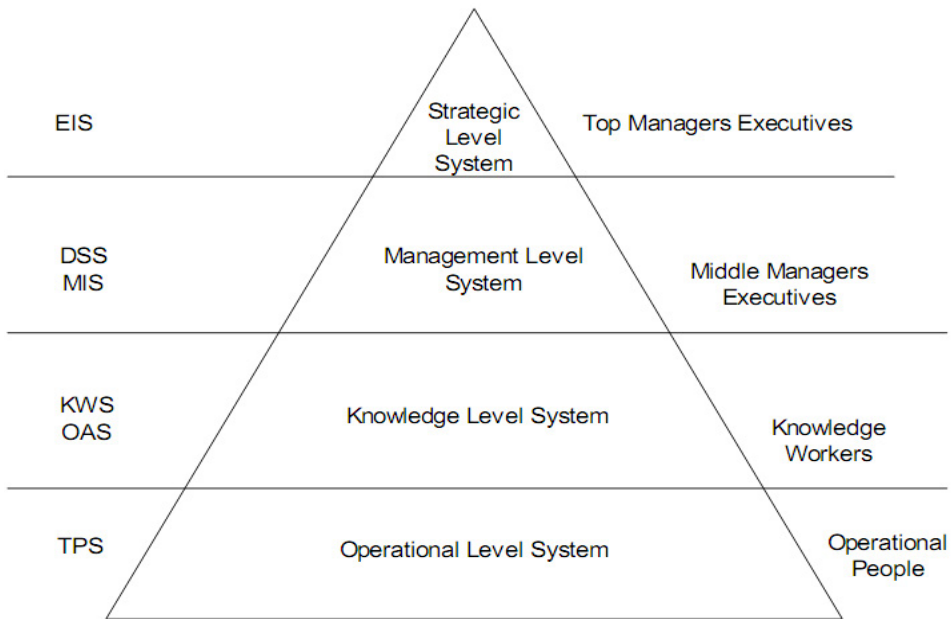 EIS
Strategic
Level
System
Top Managers Executives
DSS
MIS
Management Level
System
Middle Managers
Executives
KWS
OAS
Knowledge Level System
Knowledge
Workers
TPS
Operational Level System
Operational
People